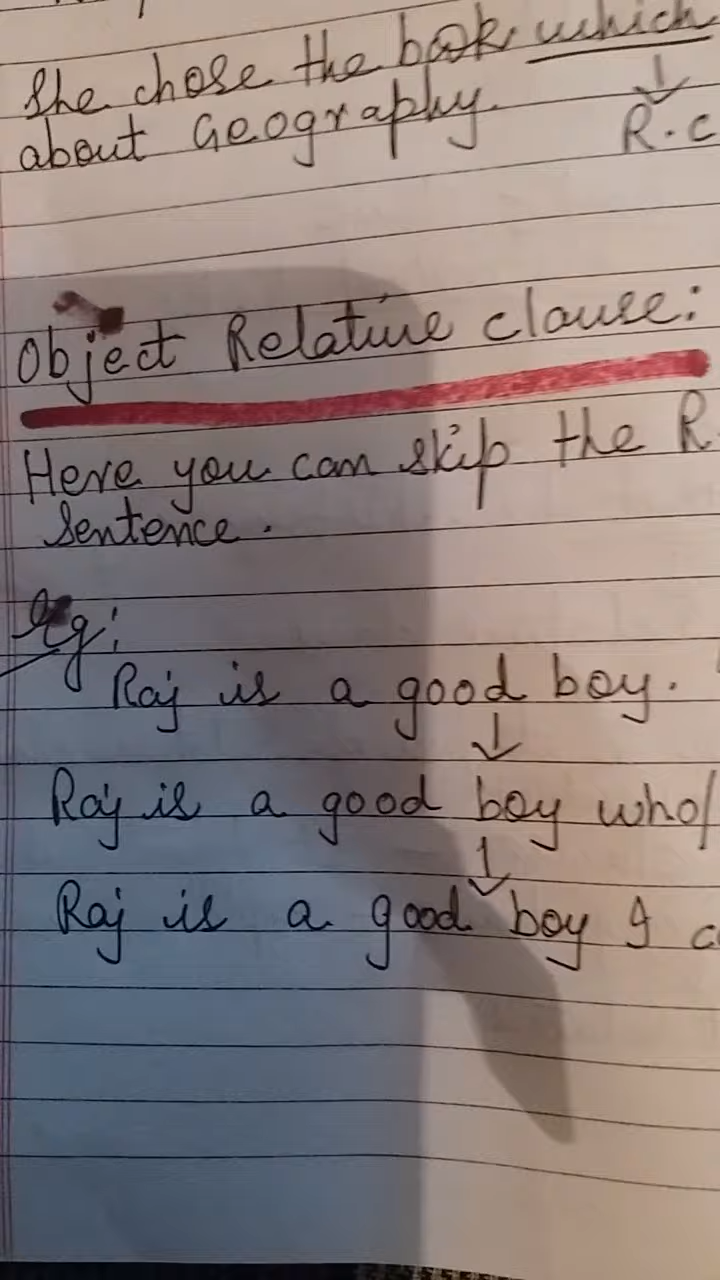 She chose the book which
about Geography.
R.c
Object Relative clause:
Here you can skip the R.
sentence.
Eg:
Raj is a good boy.
Raj is a good boy who/
Raj is a good boy I